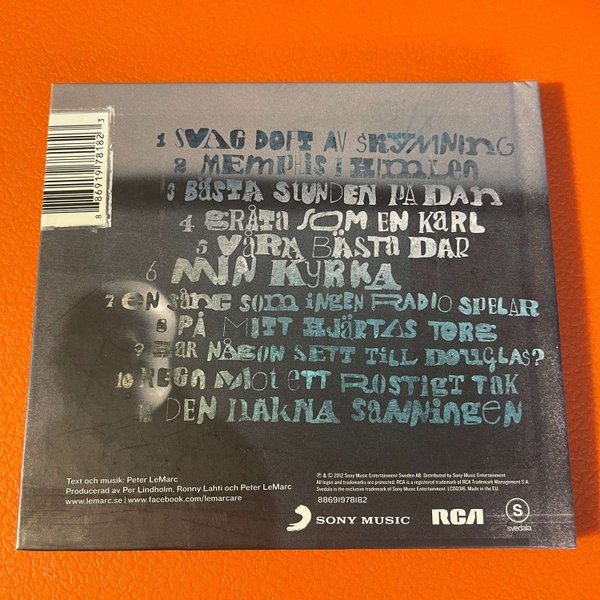 1 SVAG DOFT AV SKYMNING
2 MEMPHIS I HIMLEN
3 BÄSTA STUNDEN PÅ DAN
4 GRÅTA SOM EN KARL
5 VÅRA BÄSTA DAR
6 MIN KYRKA
7 EN SÅNG SOM INGEN RADIO SPELAR
8 PÅ MITT HJÄRTAS TORG
9 HAR NÅGON SETT TILL DOUGLAS?
10 REGN MOT ETT ROSTIGT TAK
11 DEN NAKNA SANNINGEN
8 86919 78182 3
Text och musik: Peter LeMarc
Producerad av Per Lindholm, Ronny Lahti och Peter LeMarc
www.lemarc.se | www.facebook.com/lemarcare
℗ & © 2012 Sony Music Entertainment Sweden AB. Distributed by Sony Music Entertainment.
All logos and trademarks are protected. RCA is a registered trademark of RCA Trademark Management S.A.
Svedala is the exclusive trademark of Sony Music Entertainment. LC00316. Made in the EU.
88691978182
SONY MUSIC
RCA
S
svedala